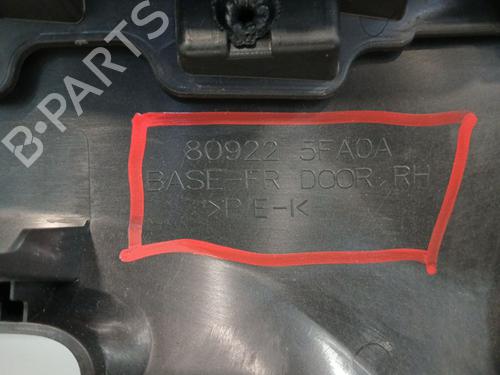 B-PARTS
80922 5FA0A
BASE-FR DOOR, RH
>P E-K